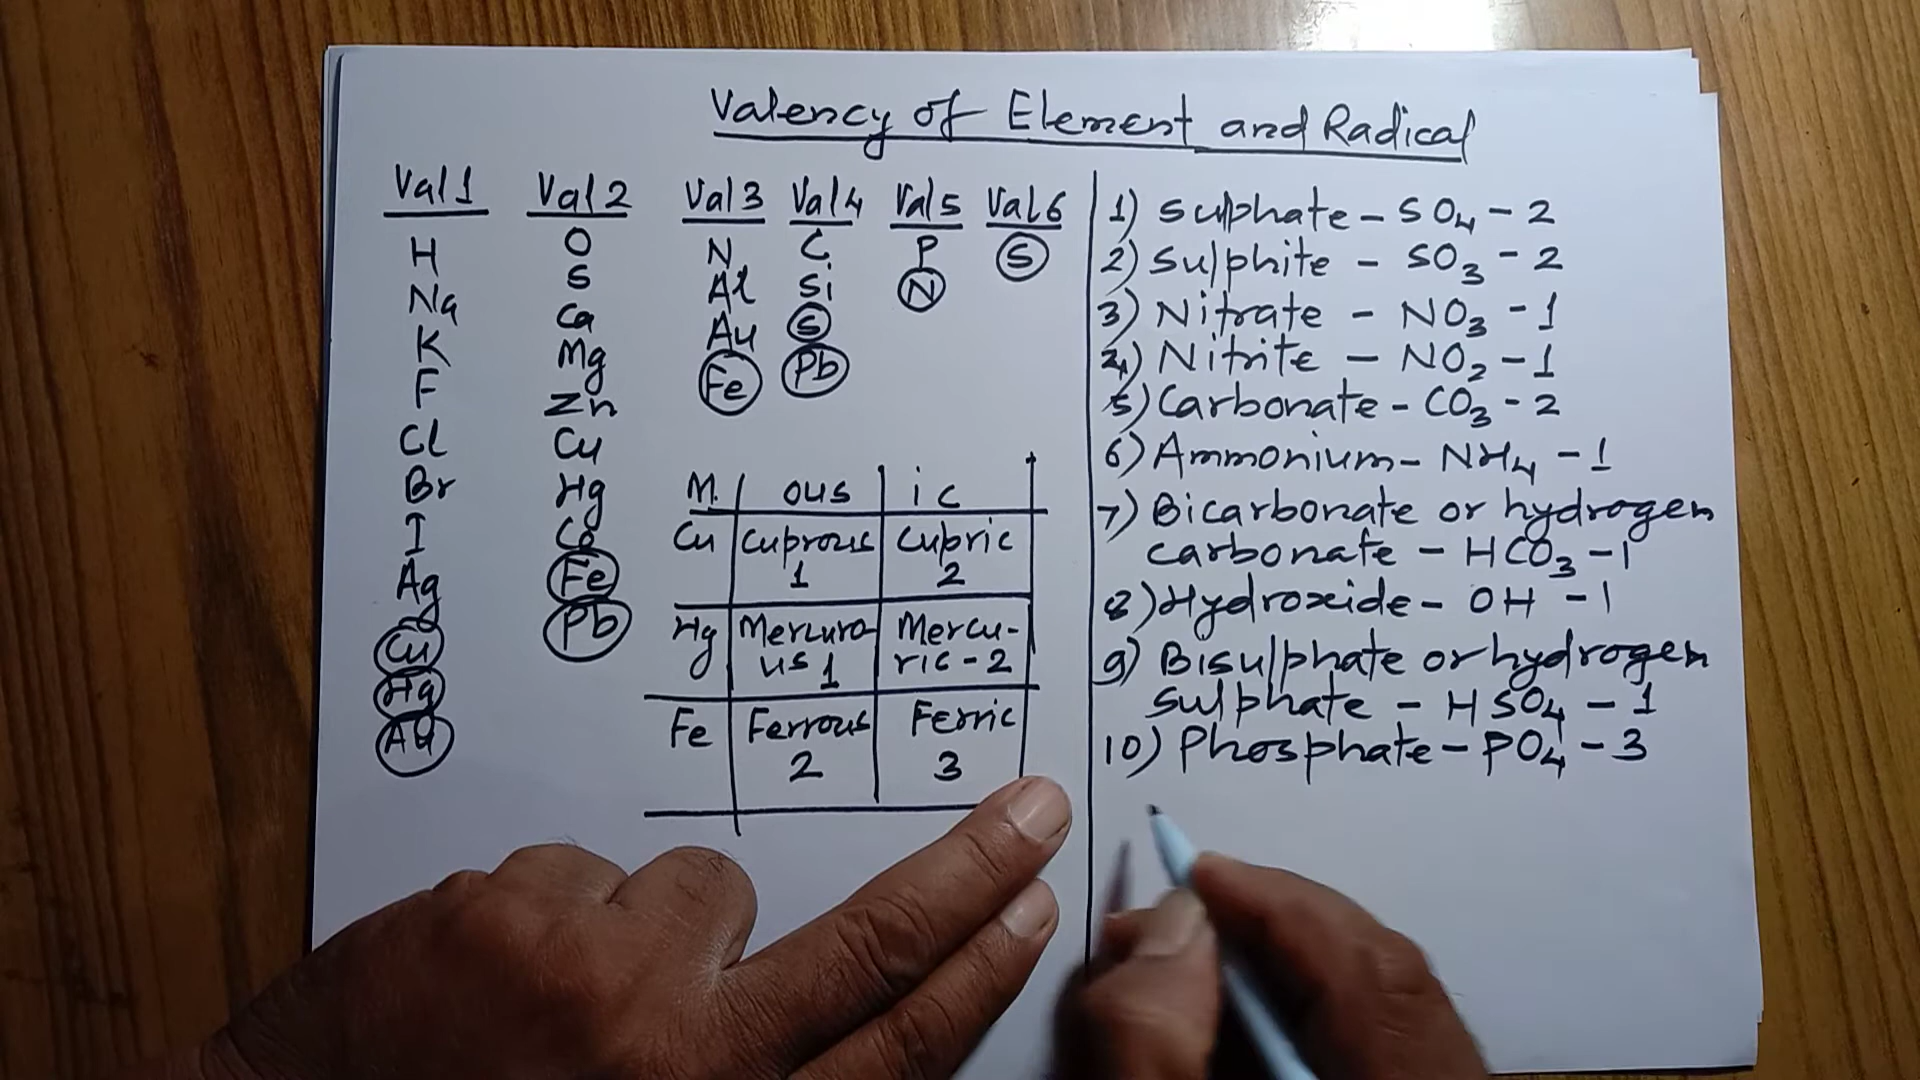 Valency of Element and Radical
Val 1
H
Na
K
F
Cl
Br
I
Ag
Cu
Hg
Au
Val 2
O
S
Ca
Mg
Zn
Cu
Hg
Co
Fe
Pb
Val 3
N
Al
Au
Fe
Val 4
C
Si
S
Pb
Val 5
P
N
Val 6
S
M. ous ic
Cu Cuprous 1 Cupric 2
Hg Mercuro-us 1 Mercu-ric - 2
Fe Ferrous 2 Ferric 3
1) Sulphate - SO4 - 2
2) Sulphite - SO3 - 2
3) Nitrate - NO3 - 1
4) Nitrite - NO2 - 1
5) Carbonate - CO3 - 2
6) Ammonium - NH4 - 1
7) Bicarbonate or hydrogen
carbonate - HCO3 - 1
8) Hydroxide - OH - 1
9) Bisulphate or hydrogen
sulphate - HSO4 - 1
10) Phosphate - PO4 - 3